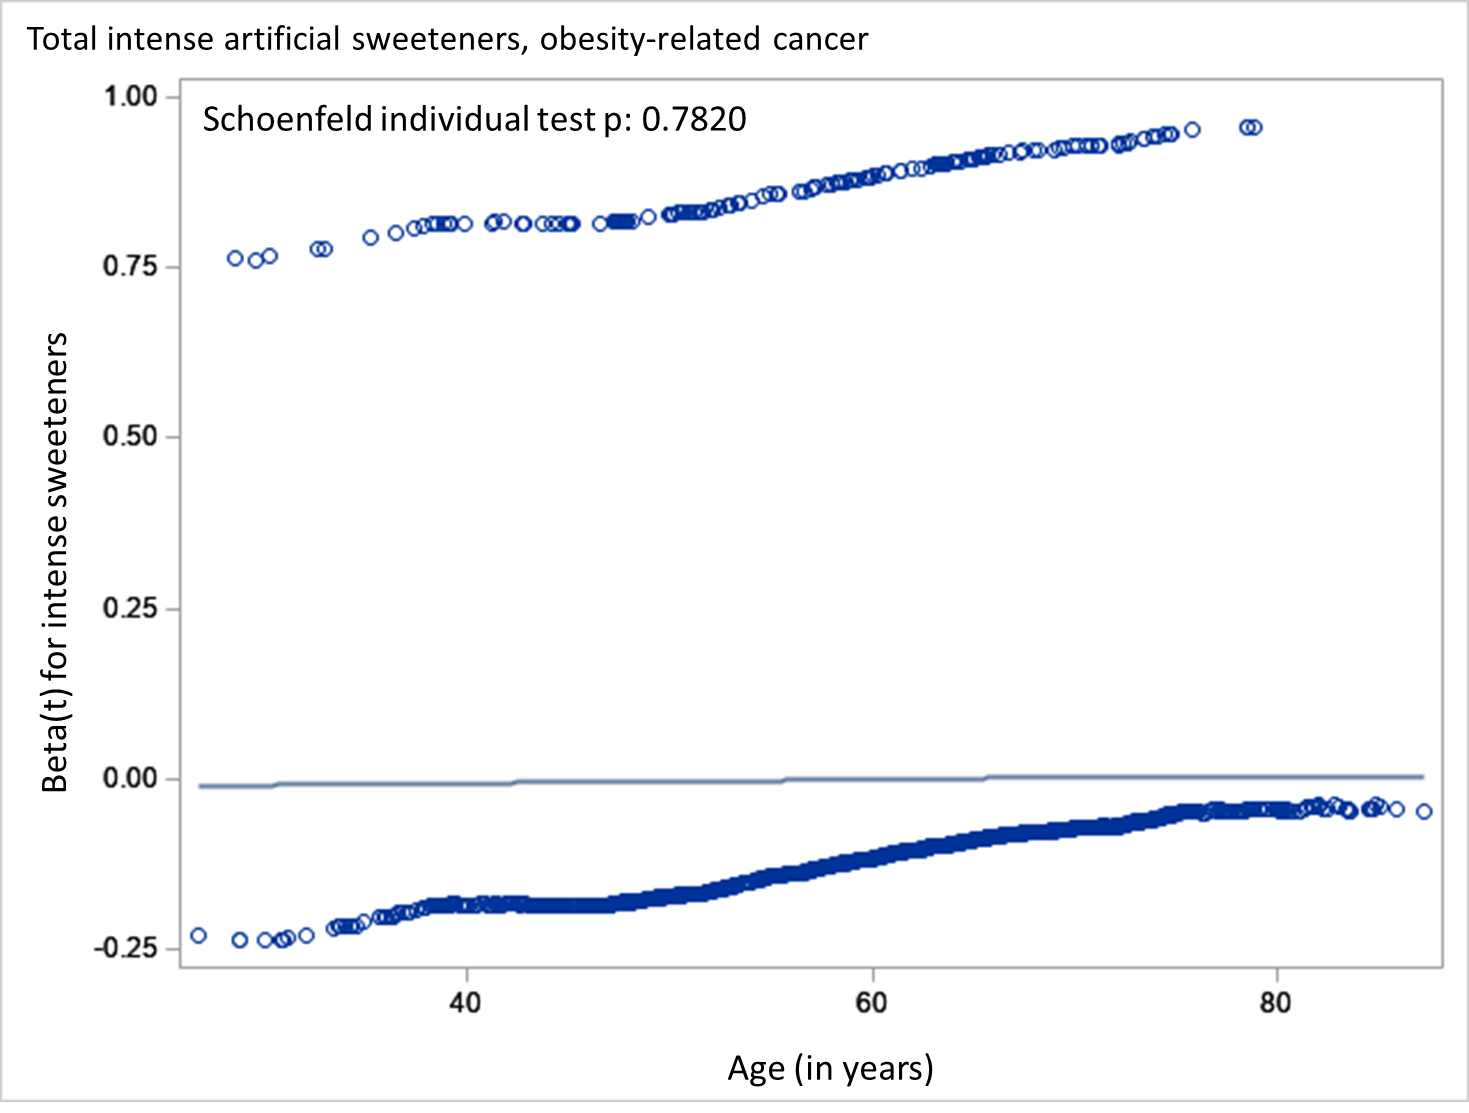 Total intense artificial sweeteners, obesity-related cancer
Schoenfeld individual test p: 0.7820
1.00
0.75
0.50
0.25
0.00
-0.25
Beta(t) for intense sweeteners
40
60
80
Age (in years)